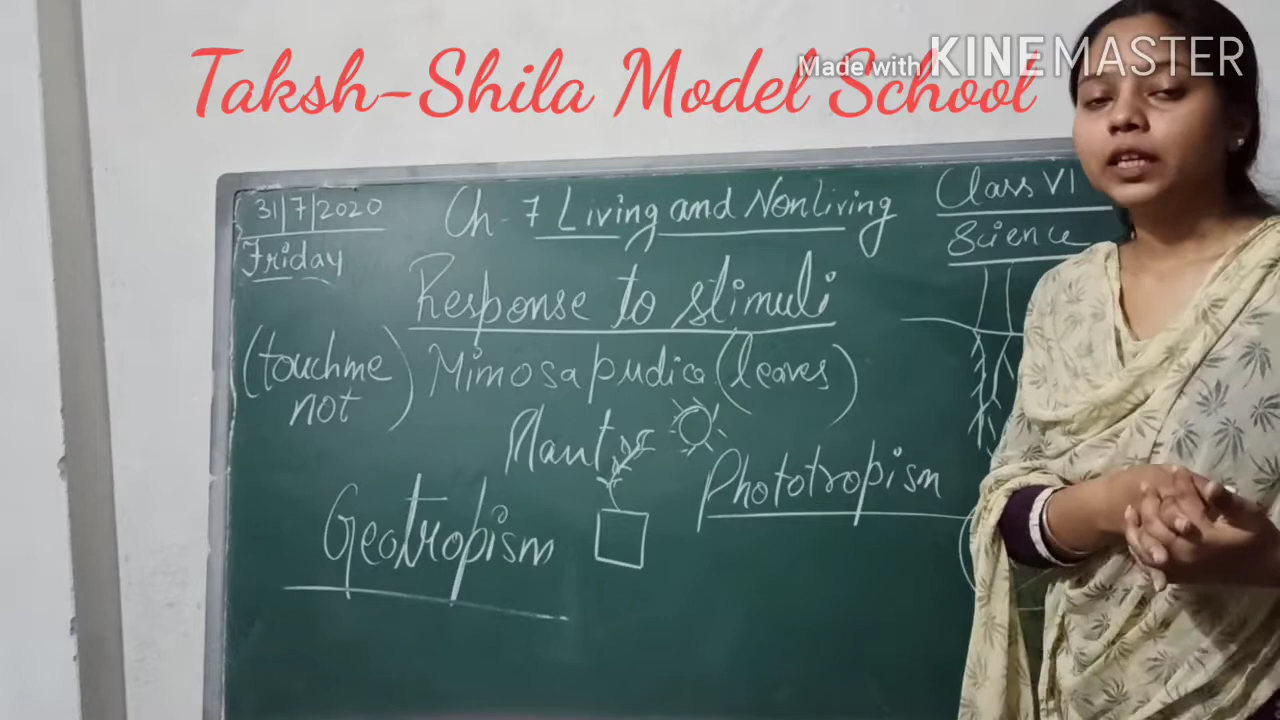 Taksh-Shila Model School
Made with KINEMASTER
31/7/2020
Friday
Ch - 7 Living and Nonliving
Class VI
Science
Response to stimuli
(touchme not) Mimosa pudica (leaves)
Plant
Phototropism
Geotropism